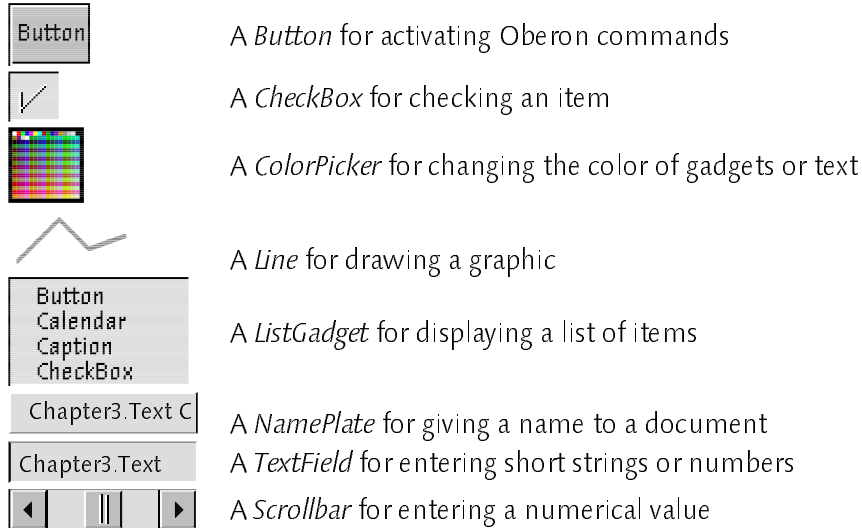 Button
A Button for activating Oberon commands
A CheckBox for checking an item
A ColorPicker for changing the color of gadgets or text
A Line for drawing a graphic
Button
Calendar
Caption
CheckBox
A ListGadget for displaying a list of items
Chapter3.Text C
A NamePlate for giving a name to a document
Chapter3.Text
A TextField for entering short strings or numbers
A Scrollbar for entering a numerical value